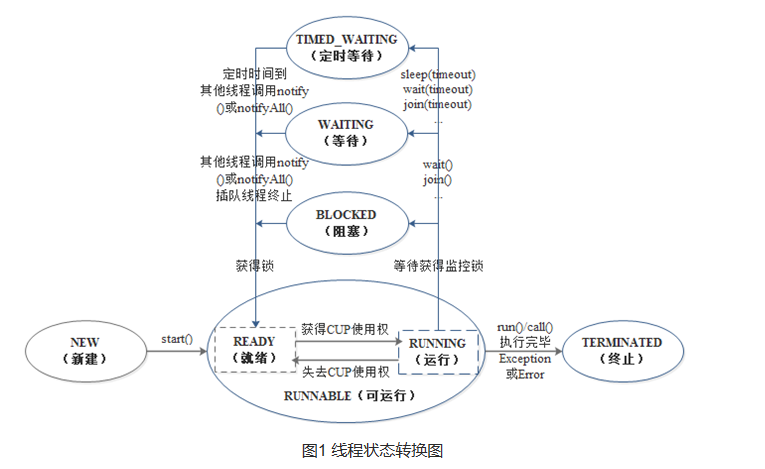 TIMED_WAITING
（定时等待）
定时时间到
其他线程调用notify
()或notifyAll()
sleep(timeout)
wait(timeout)
join(timeout)
...
WAITING
（等待）
其他线程调用notify
()或notifyAll()
插队线程终止
wait()
join()
...
BLOCKED
（阻塞）
获得锁
等待获得监控锁
NEW
（新建）
start()
READY
（就绪）
获得CUP使用权
失去CUP使用权
RUNNING
（运行）
RUNNABLE（可运行）
run()/call()
执行完毕
Exception
或Error
TERMINATED
（终止）
图1 线程状态转换图